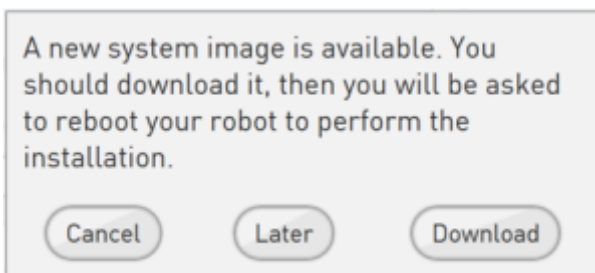 A new system image is available. You
should download it, then you will be asked
to reboot your robot to perform the
installation.
Cancel Later Download